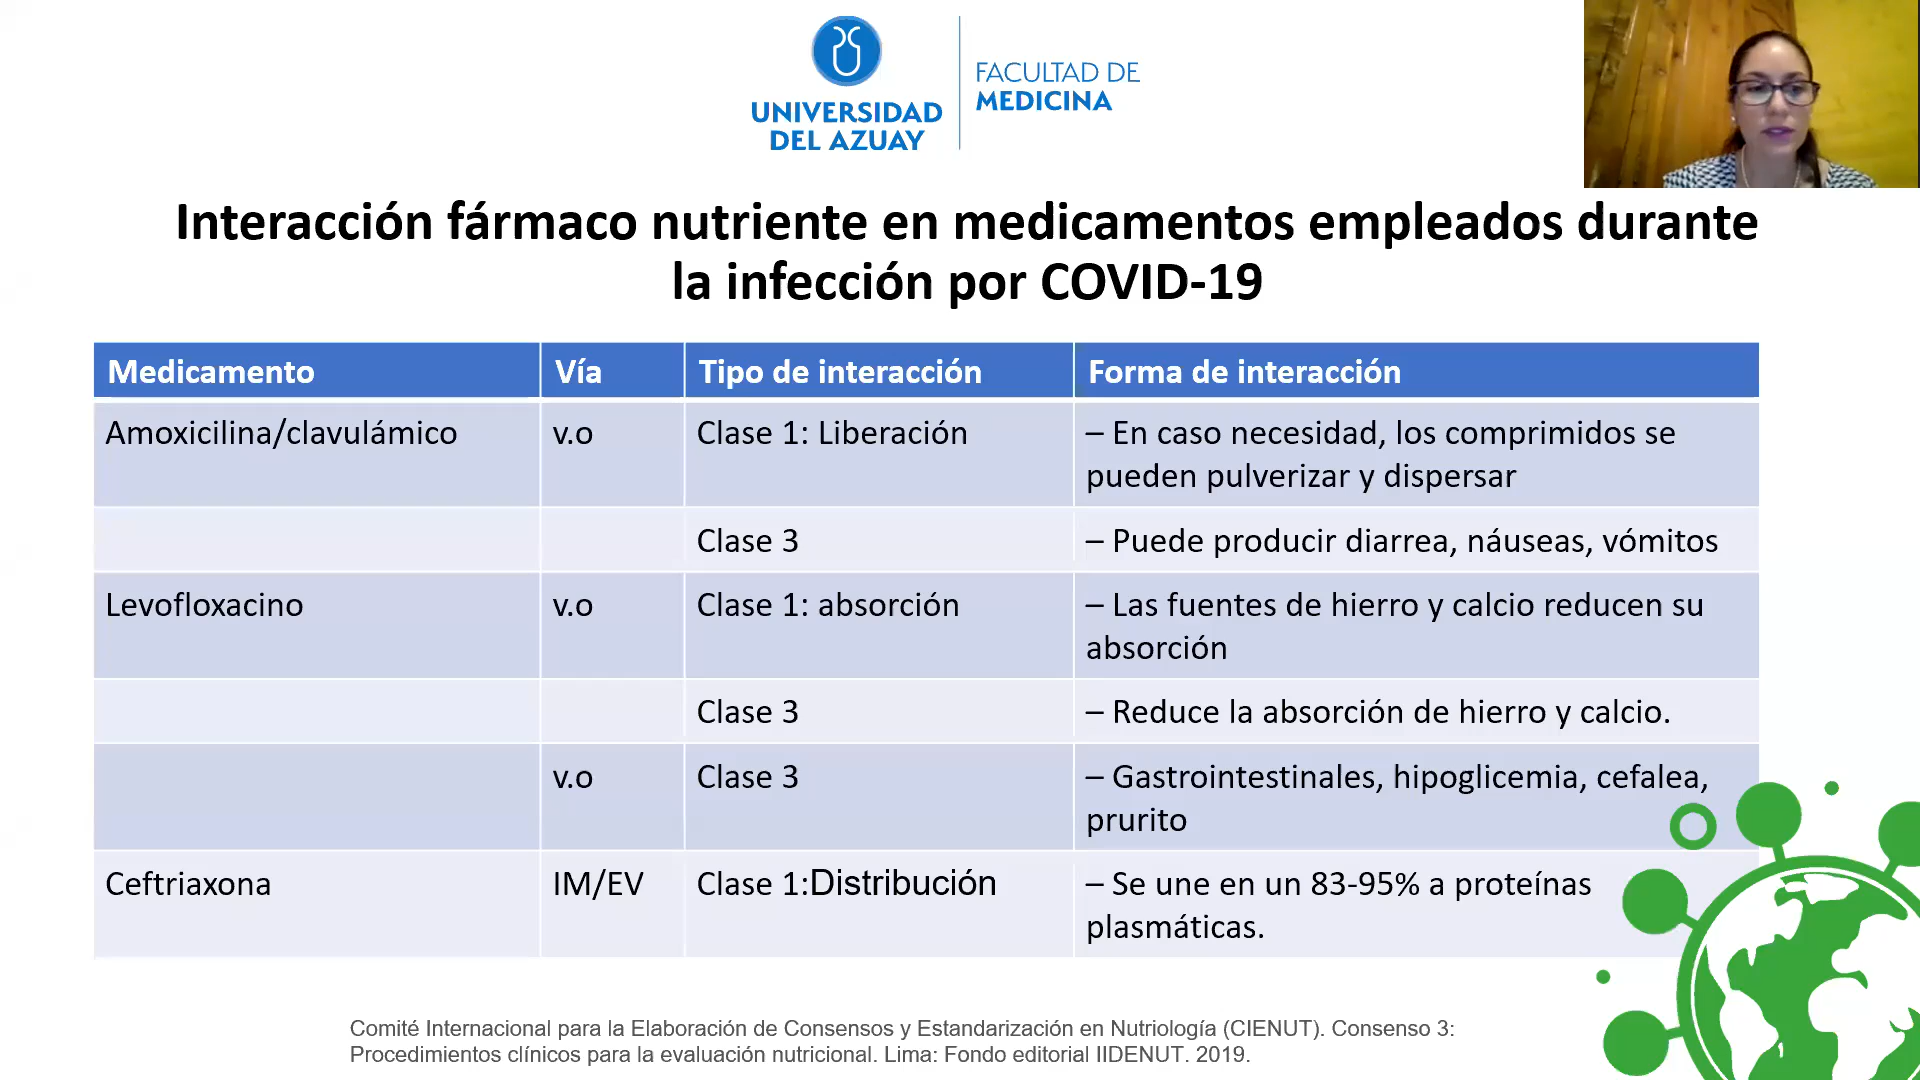 UNIVERSIDAD
DEL AZUAY
FACULTAD DE
MEDICINA
Interacción fármaco nutriente en medicamentos empleados durante
la infección por COVID-19
Medicamento Vía Tipo de interacción Forma de interacción
Amoxicilina/clavulámico v.o Clase 1: Liberación – En caso necesidad, los comprimidos se
pueden pulverizar y dispersar
Clase 3 – Puede producir diarrea, náuseas, vómitos
Levofloxacino v.o Clase 1: absorción – Las fuentes de hierro y calcio reducen su
absorción
Clase 3 – Reduce la absorción de hierro y calcio.
v.o Clase 3 – Gastrointestinales, hipoglicemia, cefalea,
prurito
Ceftriaxona IM/EV Clase 1:Distribución – Se une en un 83-95% a proteínas
plasmáticas.
Comité Internacional para la Elaboración de Consensos y Estandarización en Nutriología (CIENUT). Consenso 3:
Procedimientos clínicos para la evaluación nutricional. Lima: Fondo editorial IIDENUT. 2019.